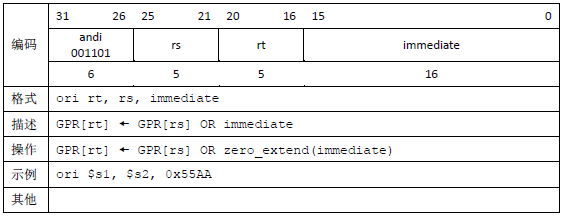 编码
31 26 25 21 20 16 15 0
andi
001101 rs rt immediate
6 5 5 16
格式 ori rt, rs, immediate
描述 GPR[rt] ← GPR[rs] OR immediate
操作 GPR[rt] ← GPR[rs] OR zero_extend(immediate)
示例 ori $s1, $s2, 0x55AA
其他